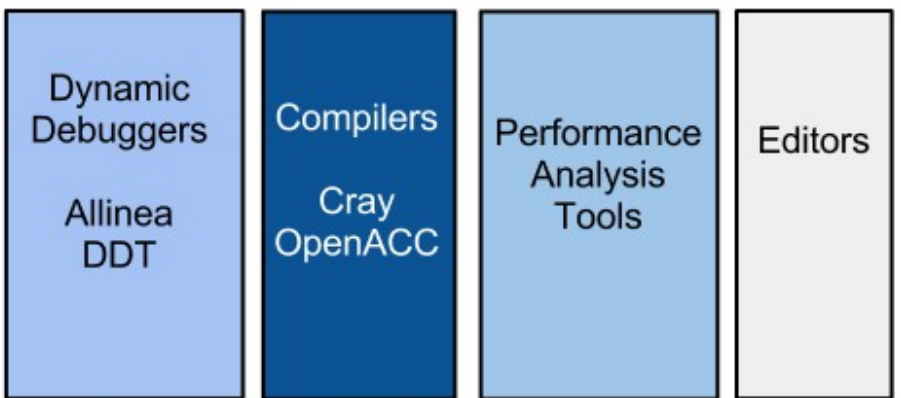 Dynamic
Debuggers
Allinea
DDT
Compilers
Cray
OpenACC
Performance
Analysis
Tools
Editors